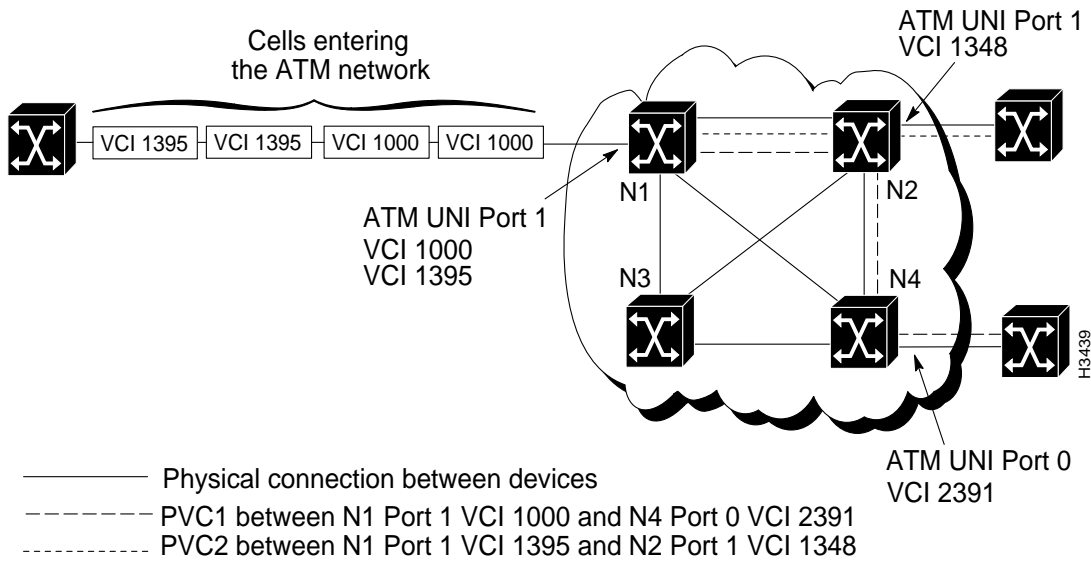 Cells entering
the ATM network
ATM UNI Port 1
VCI 1348
VCI 1395
VCI 1395
VCI 1000
VCI 1000
N1
N2
ATM UNI Port 1
VCI 1000
VCI 1395
N3
N4
H3439
ATM UNI Port 0
VCI 2391
Physical connection between devices
PVC1 between N1 Port 1 VCI 1000 and N4 Port 0 VCI 2391
PVC2 between N1 Port 1 VCI 1395 and N2 Port 1 VCI 1348